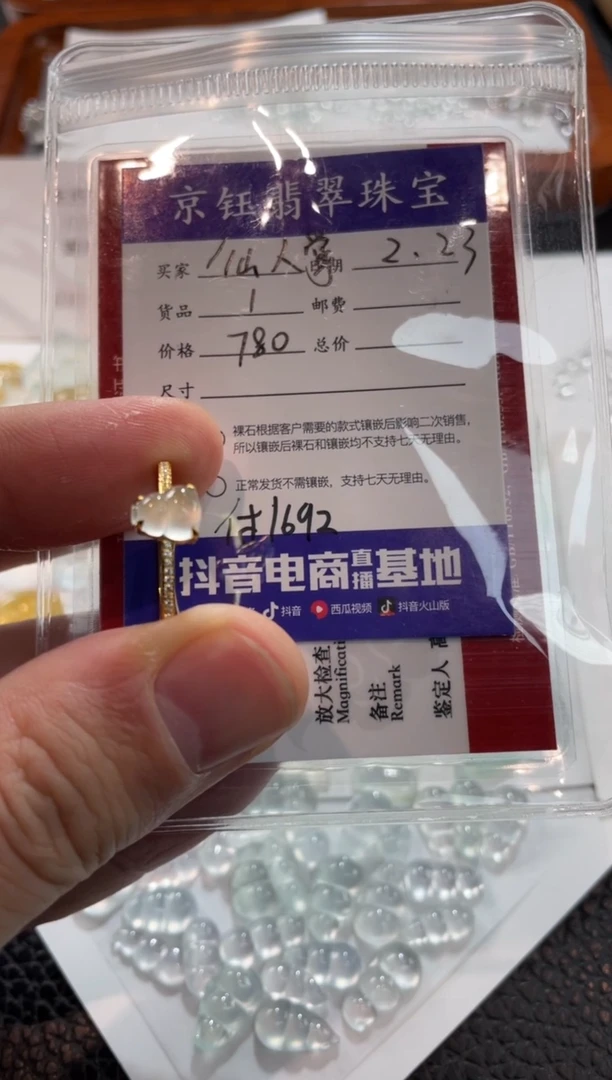 京钰翡翠珠宝
买家 仙人掌 日期 2.23
货品 1 邮费
价格 780 总价
尺寸
裸石根据客户需要的款式镶嵌后影响二次销售，
所以镶嵌后裸石和镶嵌均不支持七天无理由。
正常发货不需镶嵌，支持七天无理由。
付1692
抖音电商直播基地
抖音 西瓜视频 抖音火山版
放大检查
Magnificati
备注
Remark
鉴定人